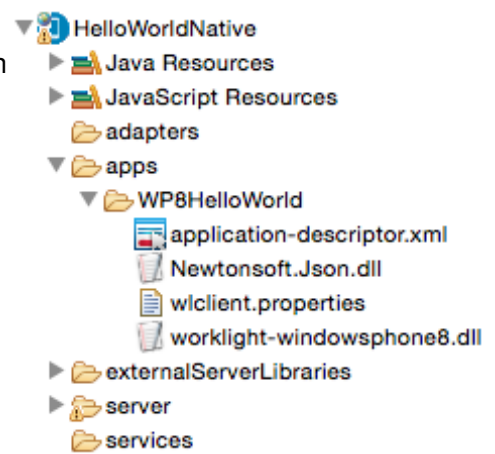 HelloWorldNative
n
Java Resources
JavaScript Resources
adapters
apps
WP8HelloWorld
application-descriptor.xml
Newtonsoft.Json.dll
wlclient.properties
worklight-windowsphone8.dll
externalServerLibraries
server
services